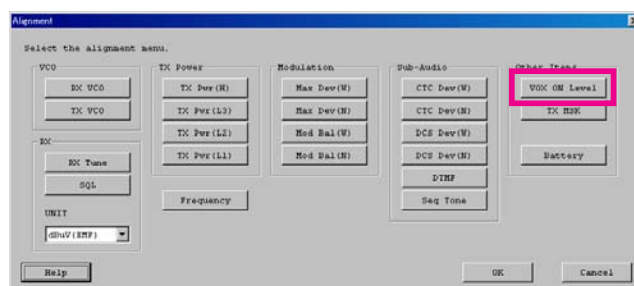 Alignment
Select the alignment menu.
VCO
RX VCO
TX VCO
RX
RX Tune
SQL
UNIT
dBuV(EMF)
TX Power
TX Pwr(H)
TX Pwr(L3)
TX Pwr(L2)
TX Pwr(L1)
Frequency
Modulation
Max Dev(W)
Max Dev(N)
Mod Bal(W)
Mod Bal(N)
Sub-Audio
CTC Dev(W)
CTC Dev(N)
DCS Dev(W)
DCS Dev(N)
DTMF
Seq Tone
Other Items
VOX ON Level
TX MSK
Battery
Help
OK
Cancel